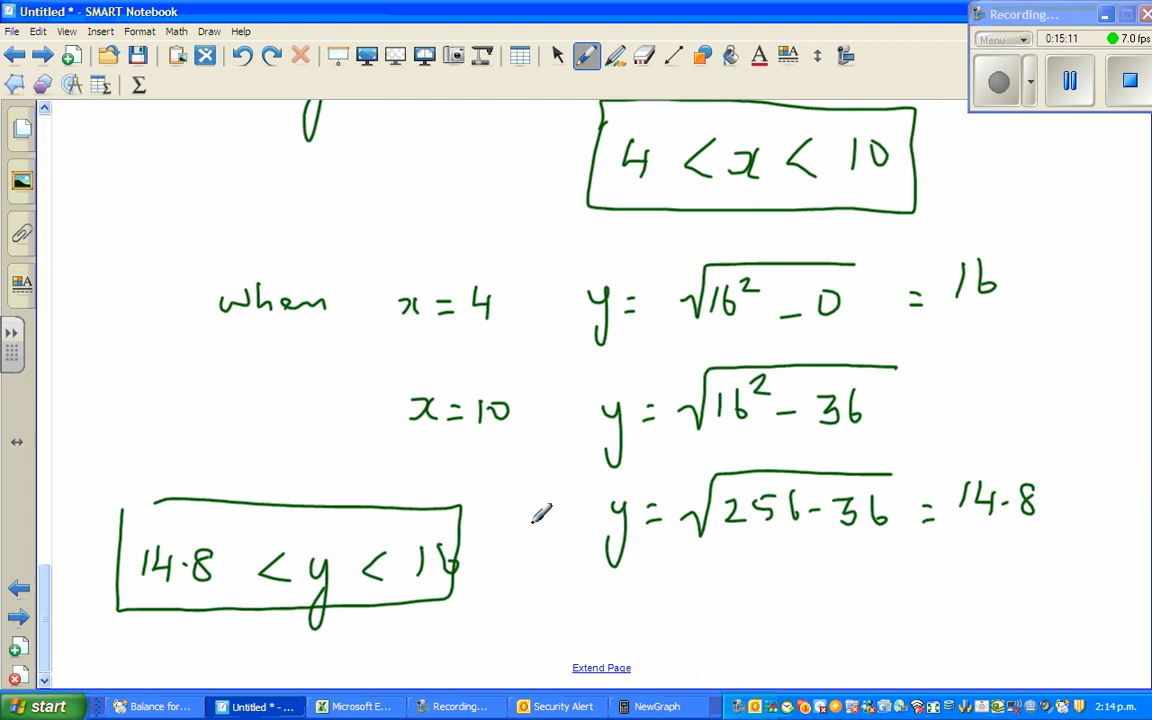 Untitled * - SMART Notebook
Recording...
File Edit View Insert Format Math Draw Help
Menu
0:15:11
7.0 fps
4 < x < 10
when x = 4 y = √16² - 0 = 16
x = 10 y = √16² - 36
y = √256 - 36 = 14.8
14.8 < y < 16
Extend Page
start
Balance for...
Untitled * - ...
Microsoft E...
Recording...
Security Alert
NewGraph
2:14 p.m.